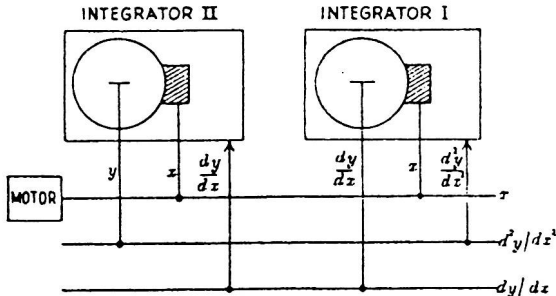 INTEGRATOR II INTEGRATOR I
y x dy/dx dy/dx x d²y/dx²
MOTOR
x
d²y/dx²
dy/dx